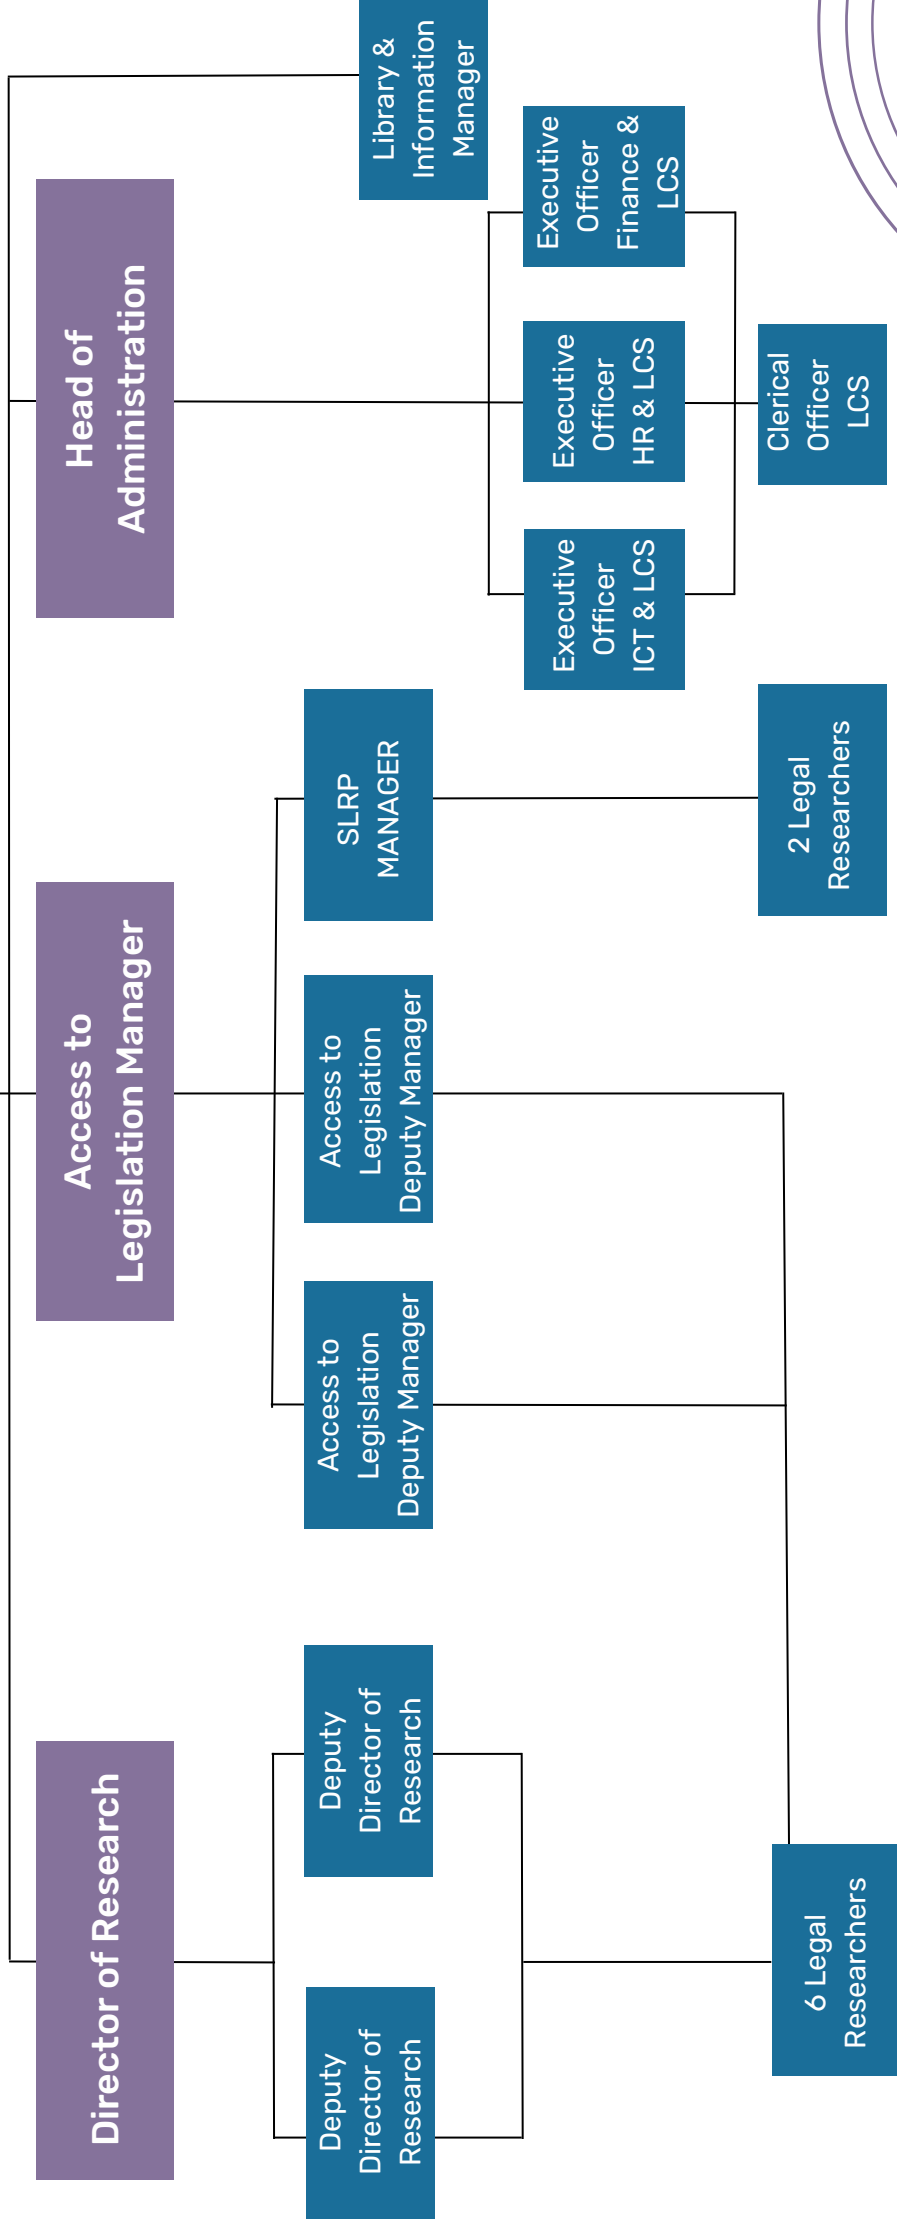 Director of Research
Access to
Legislation Manager
Head of
Administration
Deputy
Director of
Research
Deputy
Director of
Research
Access to
Legislation
Deputy Manager
Access to
Legislation
Deputy Manager
SLRP
MANAGER
Library &
Information
Manager
Executive
Officer
ICT & LCS
Executive
Officer
HR & LCS
Executive
Officer
Finance &
LCS
6 Legal
Researchers
2 Legal
Researchers
Clerical
Officer
LCS